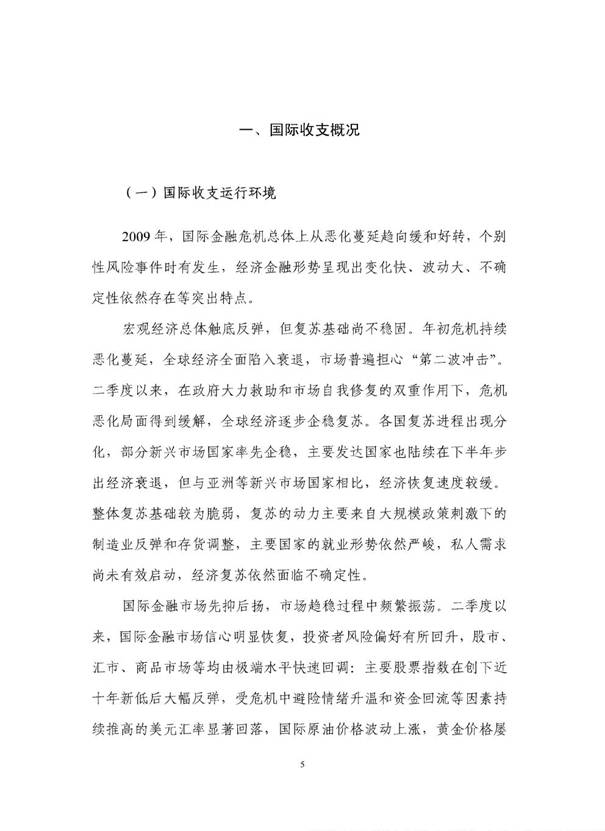 一、国际收支概况
（一）国际收支运行环境
2009 年，国际金融危机总体上从恶化蔓延趋向缓和好转，个别
性风险事件时有发生，经济金融形势呈现出变化快、波动大、不确
定性依然存在等突出特点。
宏观经济总体触底反弹，但复苏基础尚不稳固。年初危机持续
恶化蔓延，全球经济全面陷入衰退，市场普遍担心“第二波冲击”。
二季度以来，在政府大力救助和市场自我修复的双重作用下，危机
恶化局面得到缓解，全球经济逐步企稳复苏。各国复苏进程出现分
化，部分新兴市场国家率先企稳，主要发达国家也陆续在下半年步
出经济衰退，但与亚洲等新兴市场国家相比，经济恢复速度较缓。
整体复苏基础较为脆弱，复苏的动力主要来自大规模政策刺激下的
制造业反弹和存货调整，主要国家的就业形势依然严峻，私人需求
尚未有效启动，经济复苏依然面临不确定性。
国际金融市场先抑后扬，市场趋稳过程中频繁振荡。二季度以
来，国际金融市场信心明显恢复，投资者风险偏好有所回升，股市、
汇市、商品市场等均由极端水平快速回调：主要股票指数在创下近
十年新低后大幅反弹，受危机中避险情绪升温和资金回流等因素持
续推高的美元汇率显著回落，国际原油价格波动上涨，黄金价格屡
5